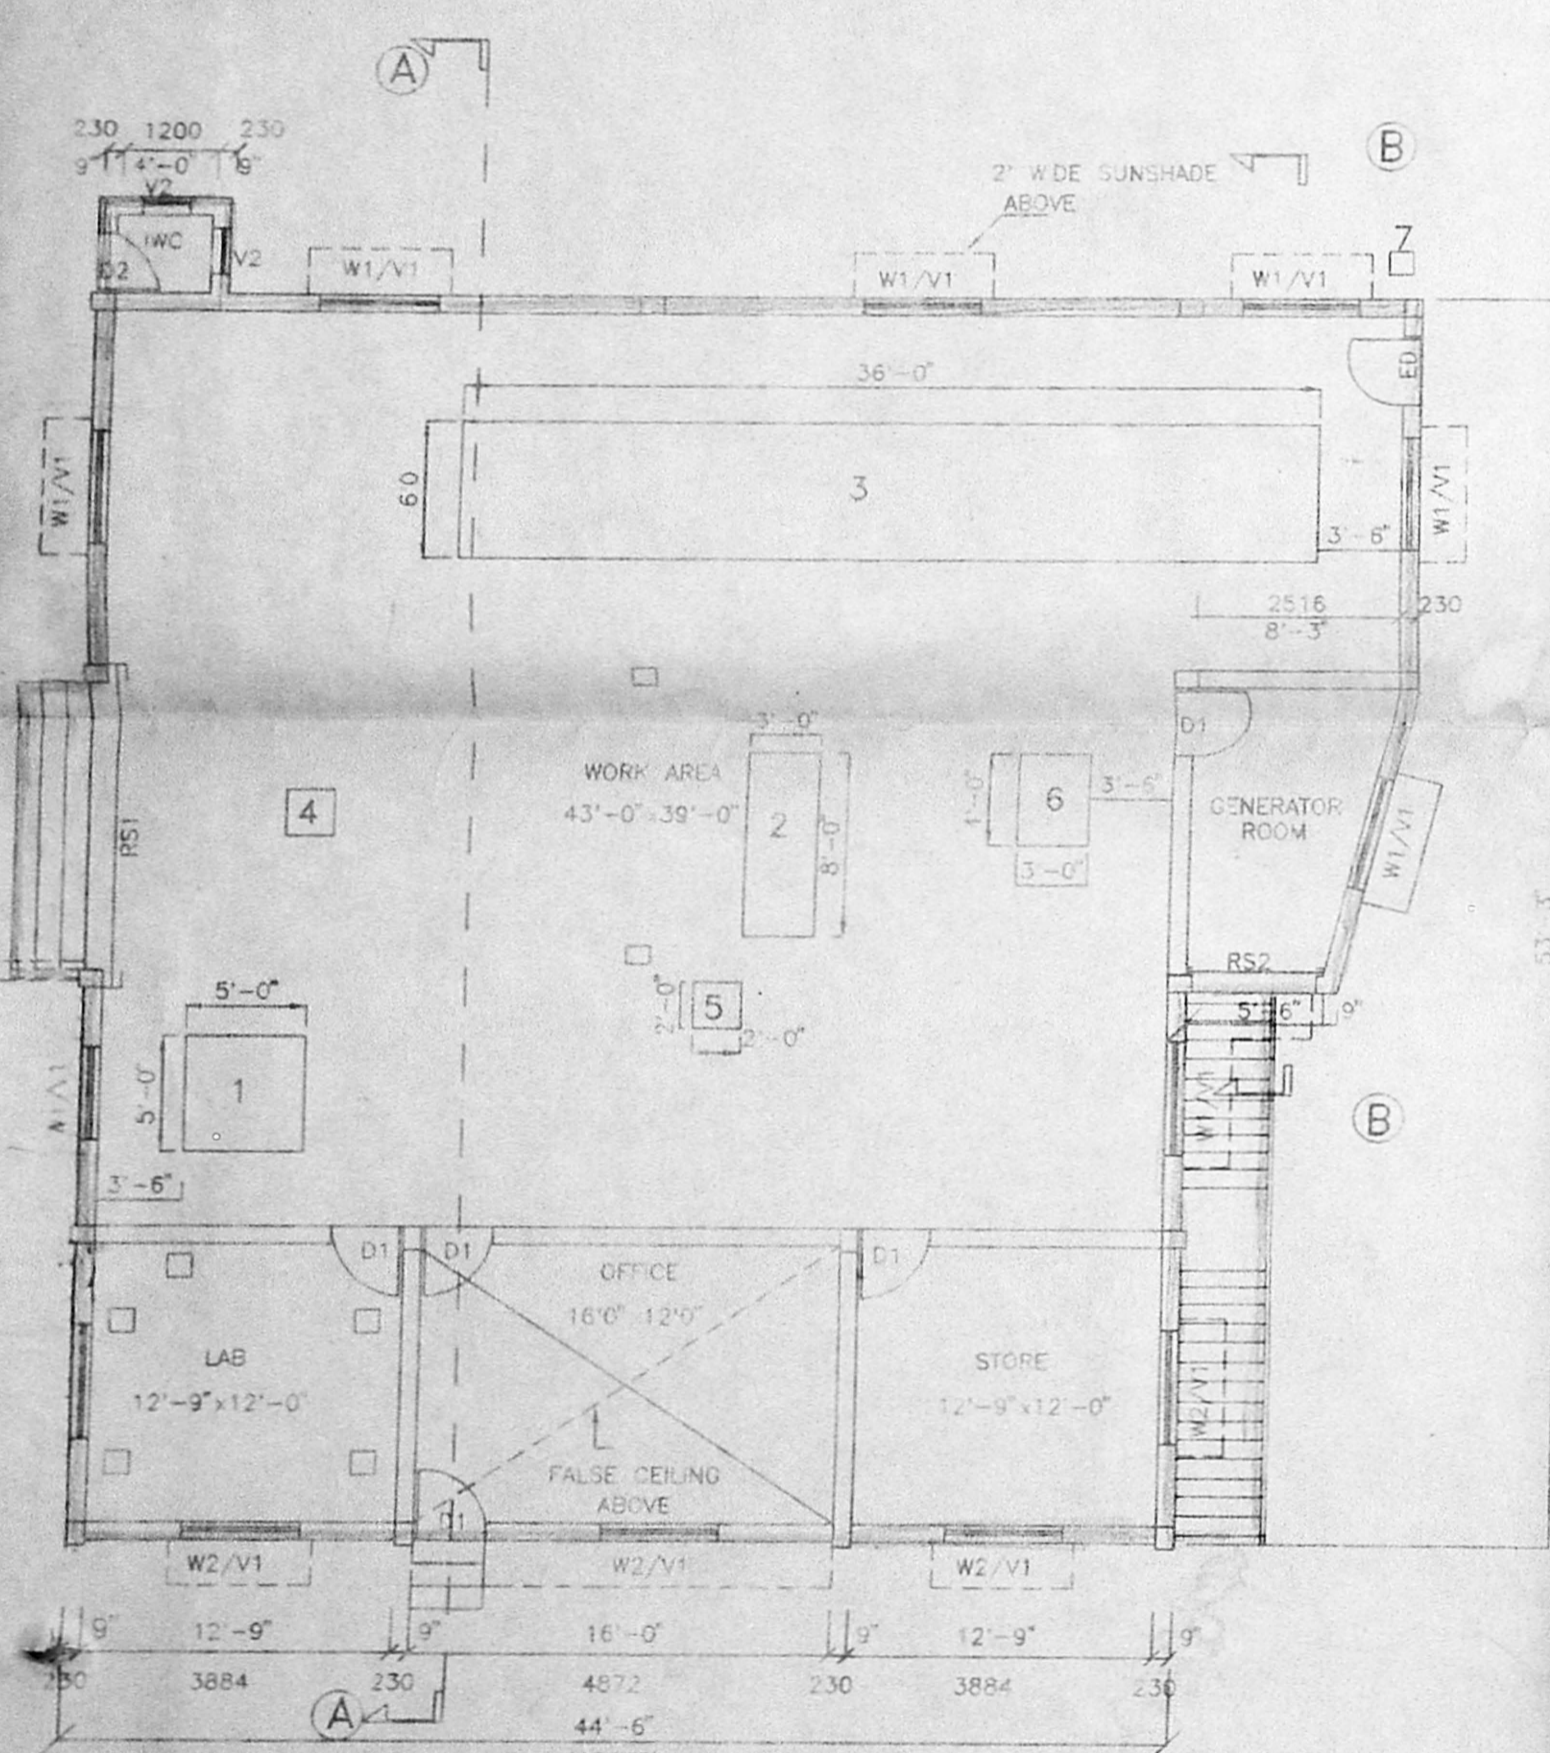 A
230 1200 230
9" 4'-0" 9"
B
2' WIDE SUNSHADE
ABOVE
V2
WC
V2
D2
W1/V1
W1/V1
W1/V1
7
ED
36'-0"
60
3
W1/V1
W1/V1
3'-6"
2516
230
8'-3"
D1
3'-0"
WORK AREA
43'-0"x39'-0"
2
8'-0"
4
RS1
6
3'-6"
3'-0"
GENERATOR
ROOM
W1/V1
RS2
5'-6" 9"
5'-0"
5'-0"
1
2'-0"
5
2'-0"
W1/V1
B
3'-6"
D1
D1
D1
OFFICE
16'0" 12'0"
LAB
12'-9"x12'-0"
STORE
12'-9"x12'-0"
W2/V1
FALSE CEILING
ABOVE
D1
W2/V1
W2/V1
W2/V1
9" 12'-9" 9" 16'-0" 9" 12'-9" 9"
230 3884 230 4872 230 3884 230
A
44'-6"